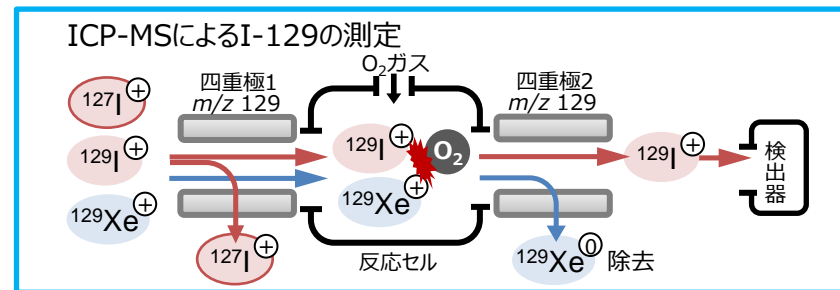 ICP-MSによるI-129の測定
O₂ガス
四重極1
m/z 129
四重極2
m/z 129
¹²⁷I⁺
¹²⁹I⁺
¹²⁹Xe⁺
¹²⁹I⁺
O₂
¹²⁹Xe⁺
¹²⁹I⁺
検出器
¹²⁷I⁺
反応セル
¹²⁹Xe⁰ 除去